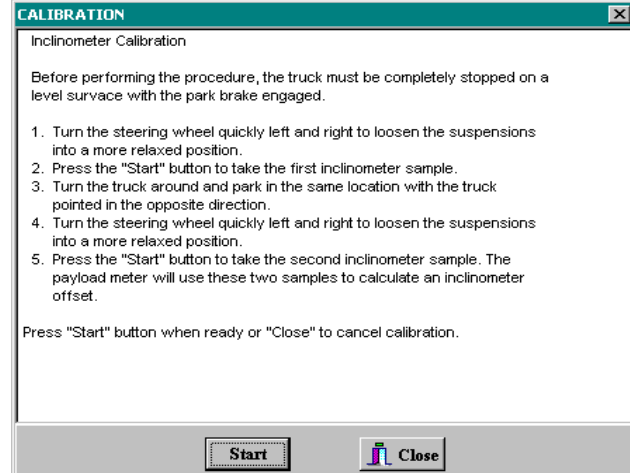 CALIBRATION
Inclinometer Calibration
Before performing the procedure, the truck must be completely stopped on a
level survace with the park brake engaged.
1. Turn the steering wheel quickly left and right to loosen the suspensions
into a more relaxed position.
2. Press the "Start" button to take the first inclinometer sample.
3. Turn the truck around and park in the same location with the truck
pointed in the opposite direction.
4. Turn the steering wheel quickly left and right to loosen the suspensions
into a more relaxed position.
5. Press the "Start" button to take the second inclinometer sample. The
payload meter will use these two samples to calculate an inclinometer
offset.
Press "Start" button when ready or "Close" to cancel calibration.
Start
Close